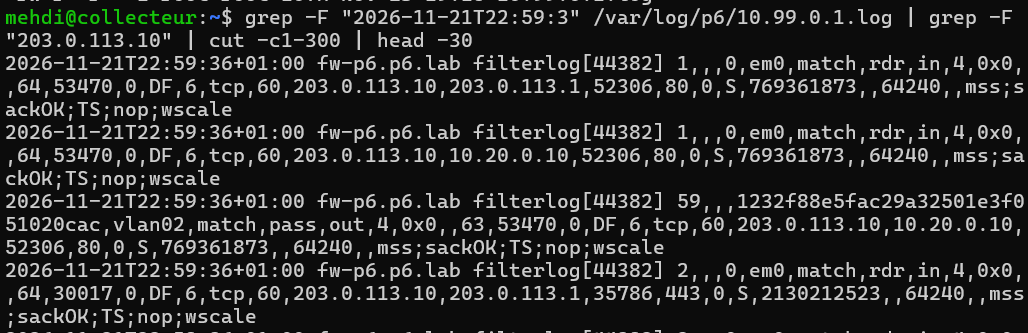 mehdi@collecteur:~$ grep -F "2026-11-21T22:59:3" /var/log/p6/10.99.0.1.log | grep -F
"203.0.113.10" | cut -c1-300 | head -30
2026-11-21T22:59:36+01:00 fw-p6.p6.lab filterlog[44382] 1,,,0,em0,match,rdr,in,4,0x0,
,64,53470,0,DF,6,tcp,60,203.0.113.10,203.0.113.1,52306,80,0,S,769361873,,64240,,mss;s
ackOK;TS;nop;wscale
2026-11-21T22:59:36+01:00 fw-p6.p6.lab filterlog[44382] 1,,,0,em0,match,rdr,in,4,0x0,
,64,53470,0,DF,6,tcp,60,203.0.113.10,10.20.0.10,52306,80,0,S,769361873,,64240,,mss;sa
ckOK;TS;nop;wscale
2026-11-21T22:59:36+01:00 fw-p6.p6.lab filterlog[44382] 59,,,1232f88e5fac29a32501e3f0
51020cac,vlan02,match,pass,out,4,0x0,,63,53470,0,DF,6,tcp,60,203.0.113.10,10.20.0.10,
52306,80,0,S,769361873,,64240,,mss;sackOK;TS;nop;wscale
2026-11-21T22:59:36+01:00 fw-p6.p6.lab filterlog[44382] 2,,,0,em0,match,rdr,in,4,0x0,
,64,30017,0,DF,6,tcp,60,203.0.113.10,203.0.113.1,35786,443,0,S,2130212523,,64240,,mss
;sackOK;TS;nop;wscale